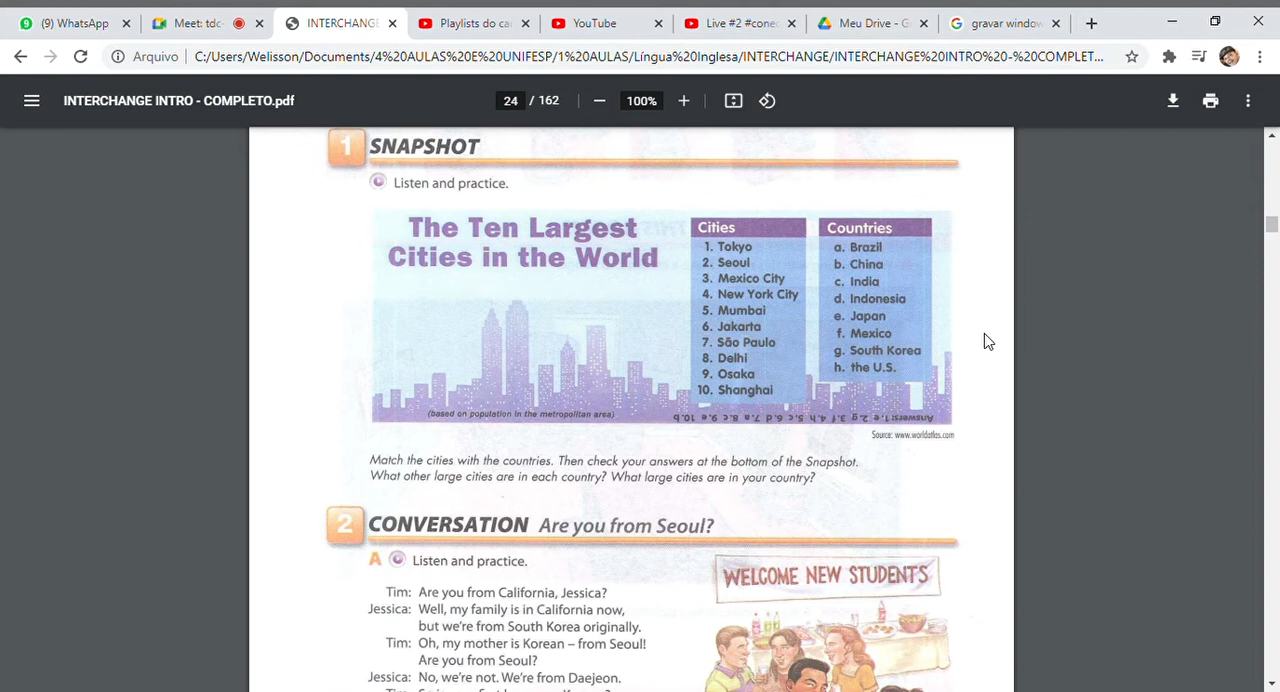 (9) WhatsApp
Meet: tdc-
INTERCHANGE
Playlists do ca
YouTube
Live #2 #conec
Meu Drive - G
gravar window
Arquivo
C:/Users/Welisson/Documents/4%20AULAS%20E%20UNIFESP/1%20AULAS/Língua%20Inglesa/INTERCHANGE/INTERCHANGE%20INTRO%20-%20COMPLET...
INTERCHANGE INTRO - COMPLETO.pdf
24 / 162
100%
1 SNAPSHOT
Listen and practice.
The Ten Largest
Cities in the World
Cities
1. Tokyo
2. Seoul
3. Mexico City
4. New York City
5. Mumbai
6. Jakarta
7. São Paulo
8. Delhi
9. Osaka
10. Shanghai
Countries
a. Brazil
b. China
c. India
d. Indonesia
e. Japan
f. Mexico
g. South Korea
h. the U.S.
(based on population in the metropolitan area)
Answers: 1. e 2. g 3. f 4. h 5. c 6. d 7. a 8. c 9. e 10. b
Source: www.worldatlas.com
Match the cities with the countries. Then check your answers at the bottom of the Snapshot.
What other large cities are in each country? What large cities are in your country?
2 CONVERSATION Are you from Seoul?
A Listen and practice.
WELCOME NEW STUDENTS
Tim: Are you from California, Jessica?
Jessica: Well, my family is in California now,
but we're from South Korea originally.
Tim: Oh, my mother is Korean – from Seoul!
Are you from Seoul?
Jessica: No, we're not. We're from Daejeon.